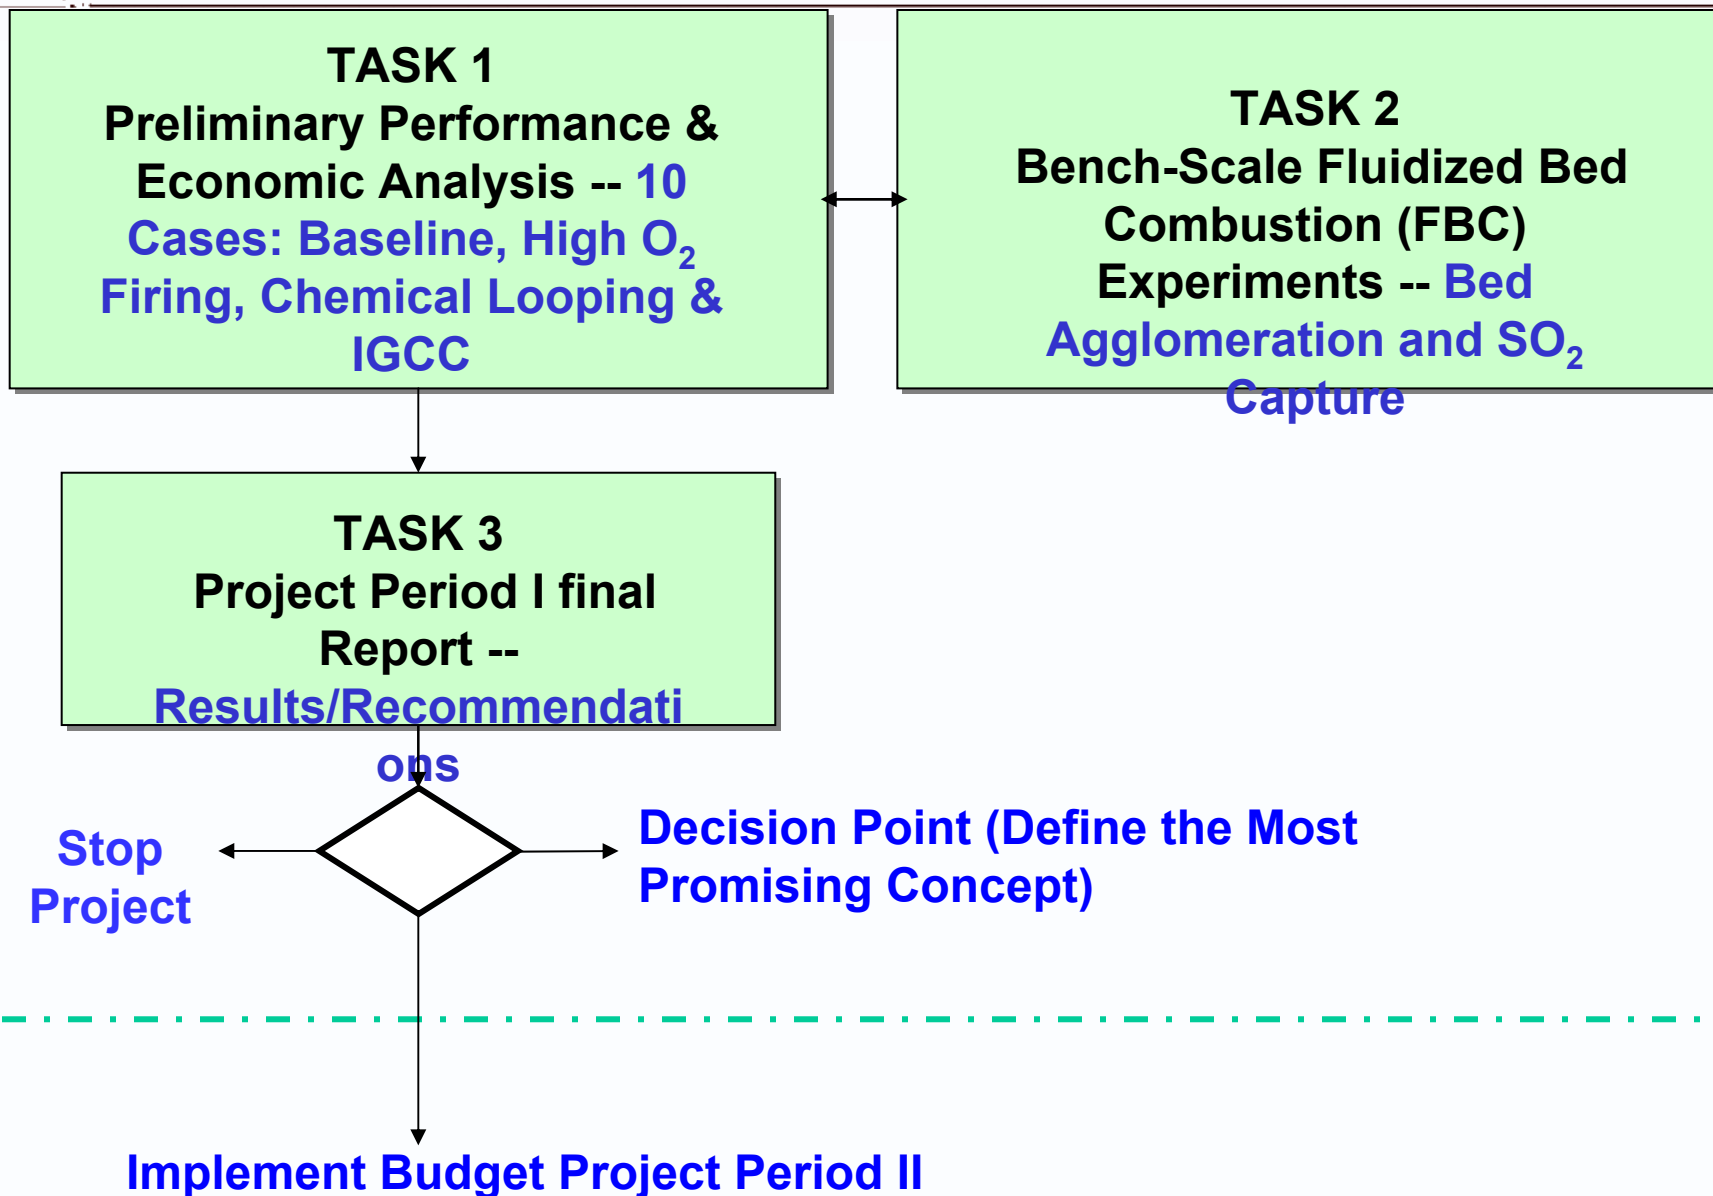 TASK 1
Preliminary Performance &
Economic Analysis -- 10
Cases: Baseline, High O₂
Firing, Chemical Looping &
IGCC
TASK 2
Bench-Scale Fluidized Bed
Combustion (FBC)
Experiments -- Bed
Agglomeration and SO₂
Capture
TASK 3
Project Period I final
Report --
Results/Recommendati
ons
Stop
Project
Decision Point (Define the Most
Promising Concept)
Implement Budget Project Period II